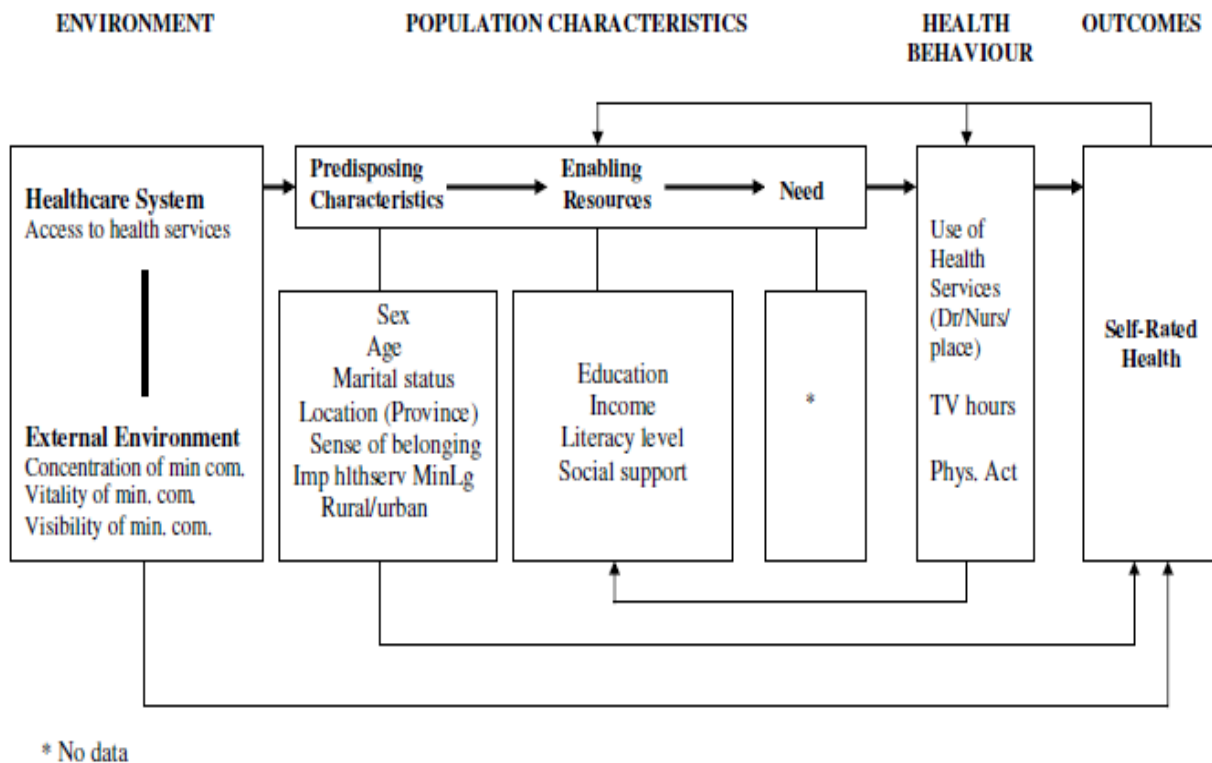 ENVIRONMENT
POPULATION CHARACTERISTICS
HEALTH
BEHAVIOUR
OUTCOMES
Healthcare System
Access to health services
External Environment
Concentration of min com.
Vitality of min. com.
Visibility of min. com.
Predisposing
Characteristics
Enabling
Resources
Need
Sex
Age
Marital status
Location (Province)
Sense of belonging
Imp hlthserv MinLg
Rural/urban
Education
Income
Literacy level
Social support
*
Use of
Health
Services
(Dr/Nurs/
place)
TV hours
Phys. Act
Self-Rated
Health
* No data